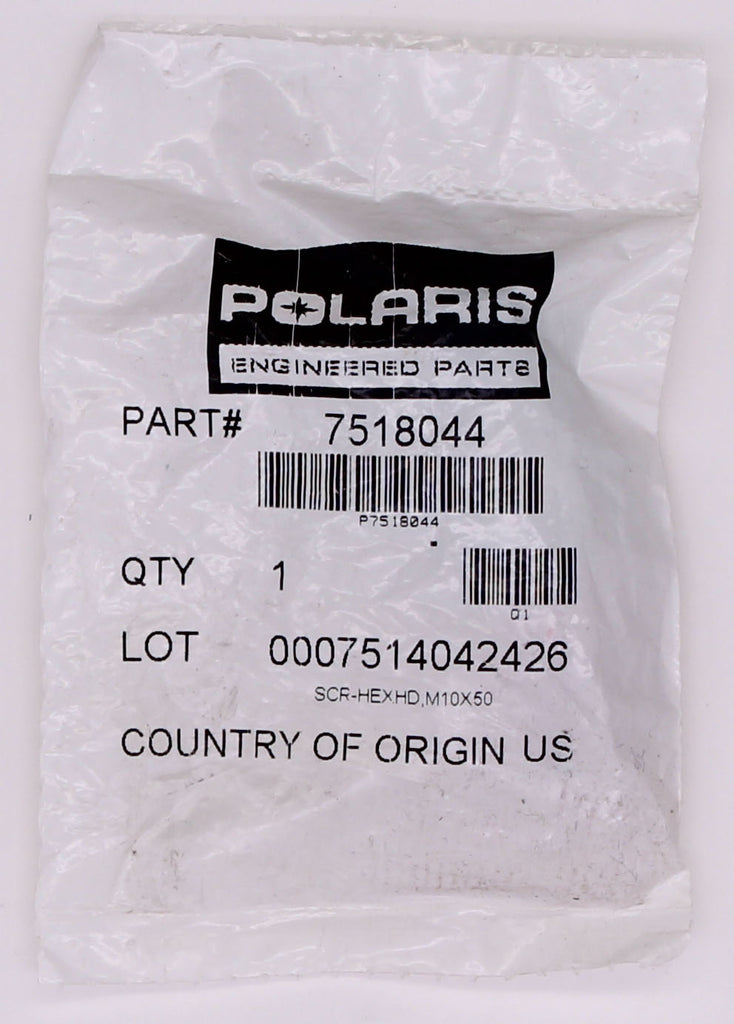 POLARIS
ENGINEERED PARTS
PART# 7518044
P7518044
QTY 1
Q1
LOT 0007514042426
SCR-HEXHD,M10X50
COUNTRY OF ORIGIN US